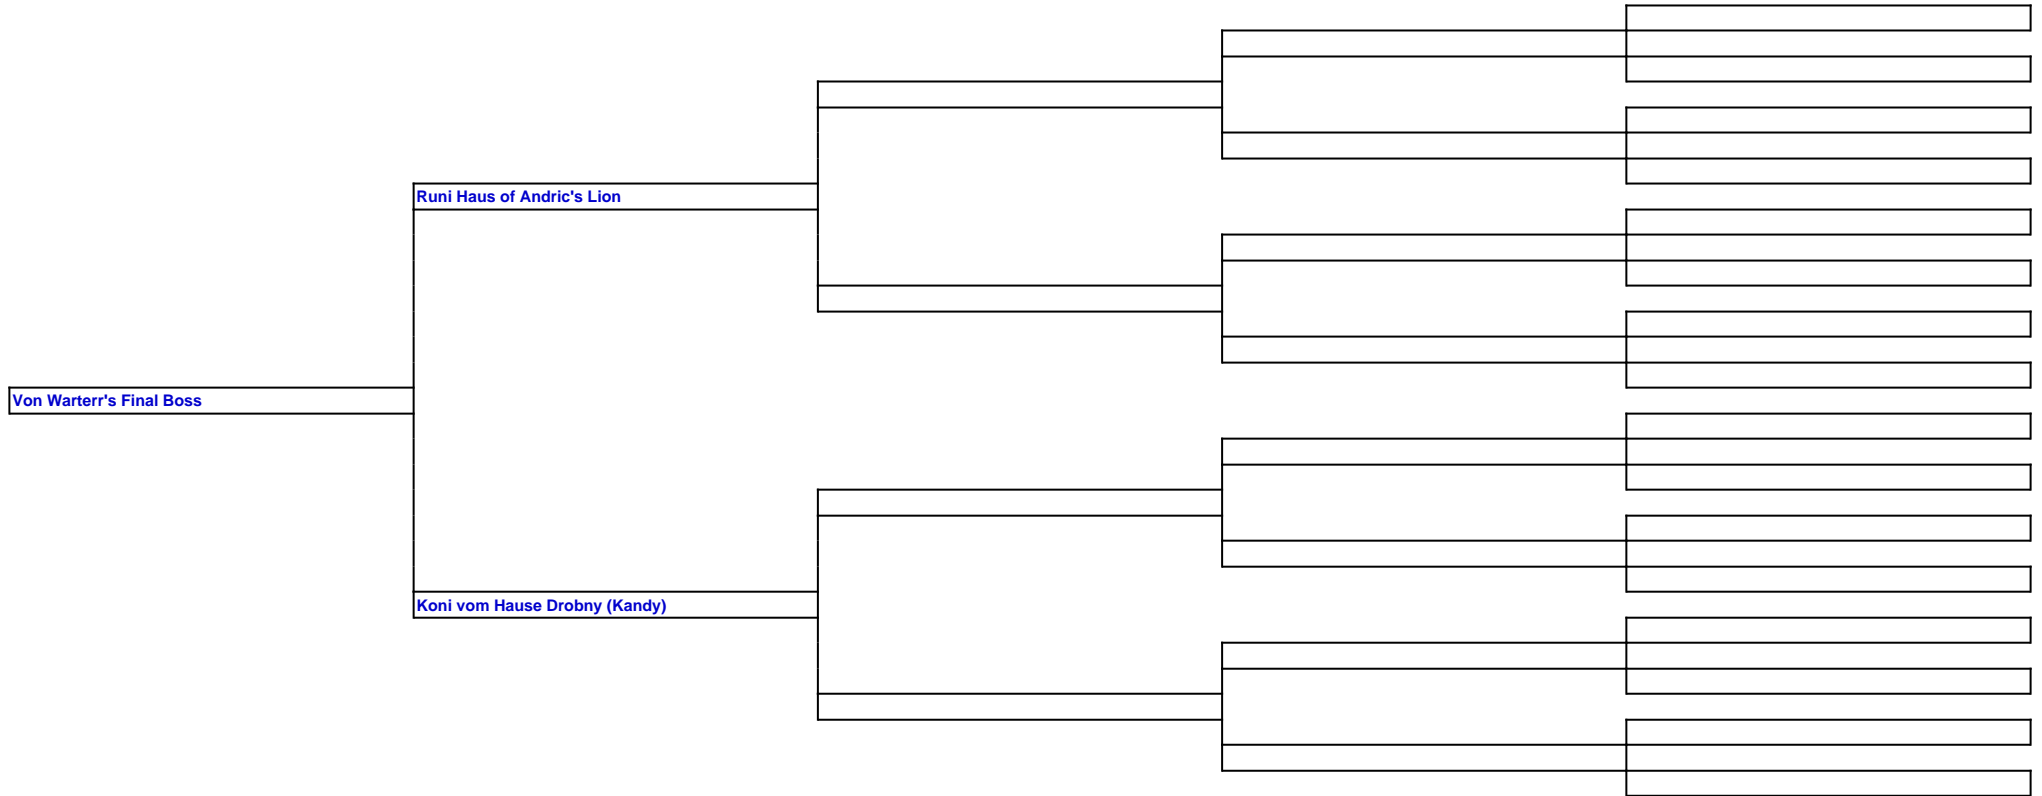 Runi Haus of Andric's Lion
Von Warterr's Final Boss
Koni vom Hause Drobny (Kandy)